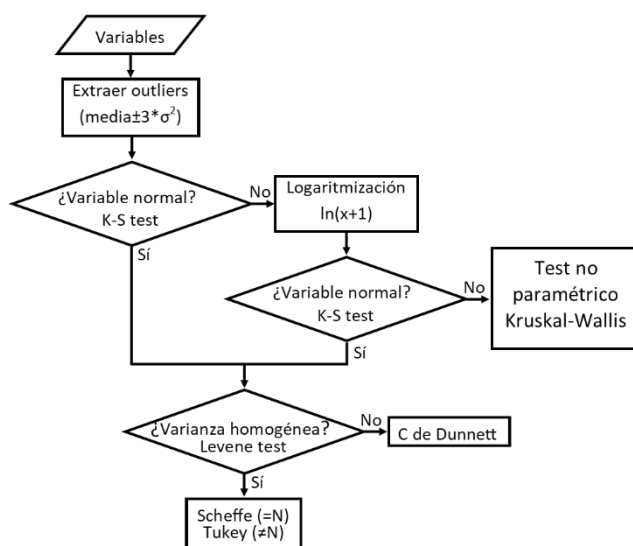 Variables
Extraer outliers
(media±3*σ²)
¿Variable normal?
K-S test
No
Logaritmización
ln(x+1)
Sí
¿Variable normal?
K-S test
No
Test no
paramétrico
Kruskal-Wallis
Sí
¿Varianza homogénea?
Levene test
No
C de Dunnett
Sí
Scheffe (=N)
Tukey (≠N)